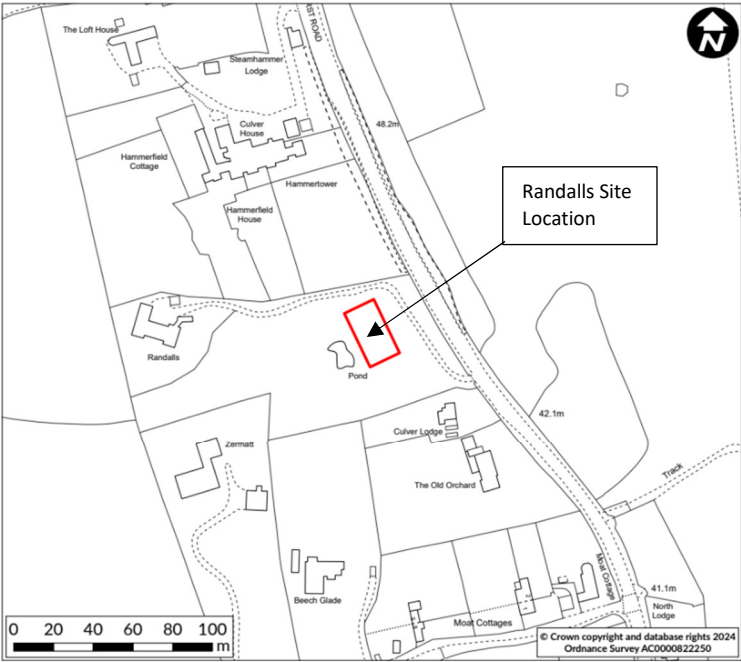 The Loft House
RST ROAD
N
Steamhammer
Lodge
Culver
House
48.2m
Hammerfield
Cottage
Hammertower
Randalls Site
Location
Hammerfield
House
Randalls
Pond
42.1m
Culver Lodge
Zermatt
The Old Orchard
Track
Moat Cottage
Beech Glade
41.1m
North
Lodge
Moat Cottages
0 20 40 60 80 100
m
© Crown copyright and database rights 2024
Ordnance Survey AC0000822250